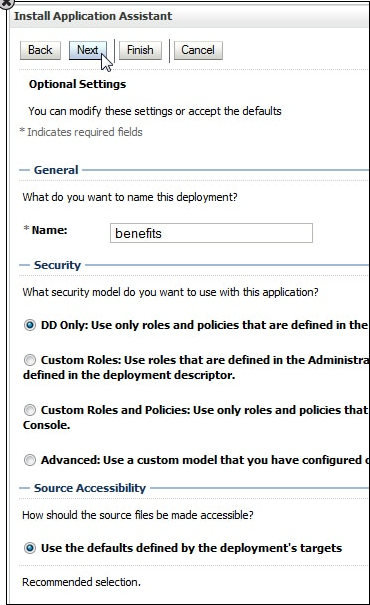 Install Application Assistant
Back Next Finish Cancel
Optional Settings
You can modify these settings or accept the defaults
* Indicates required fields
General
What do you want to name this deployment?
* Name: benefits
Security
What security model do you want to use with this application?
DD Only: Use only roles and policies that are defined in the
Custom Roles: Use roles that are defined in the Administra
defined in the deployment descriptor.
Custom Roles and Policies: Use only roles and policies that
Console.
Advanced: Use a custom model that you have configured o
Source Accessibility
How should the source files be made accessible?
Use the defaults defined by the deployment's targets
Recommended selection.